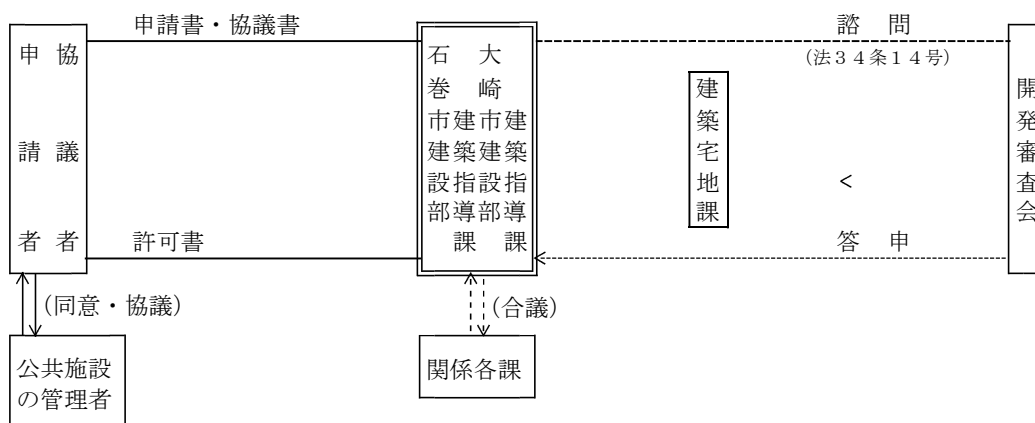 申請書・協議書
諮問
(法34条14号)
申請者
協議者
石巻市建設部
建築指導課
大崎市建設部
建築指導課
建築宅地課
<
開発審査会
許可書
答申
(同意・協議)
(合議)
公共施設
の管理者
関係各課